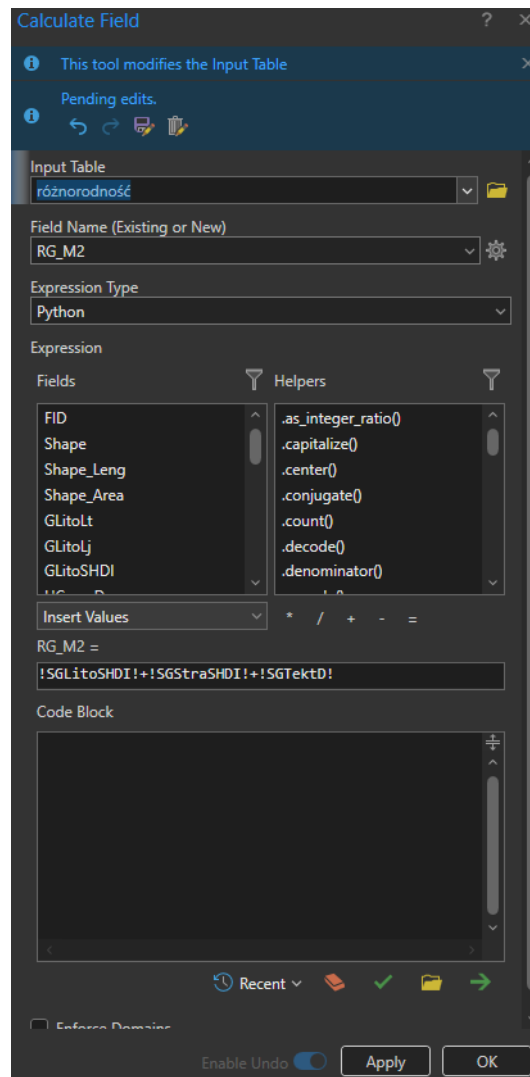 Calculate Field ?
This tool modifies the Input Table
Pending edits.
Input Table
różnorodność
Field Name (Existing or New)
RG_M2
Expression Type
Python
Expression
Fields Helpers
FID .as_integer_ratio()
Shape .capitalize()
Shape_Leng .center()
Shape_Area .conjugate()
GLitoLt .count()
GLitoLj .decode()
GLitoSHDI .denominator()
Insert Values * / + - =
RG_M2 =
!SGLitoSHDI!+!SGStraSHDI!+!SGTektD!
Code Block
Recent
Enforce Domains
Enable Undo Apply OK